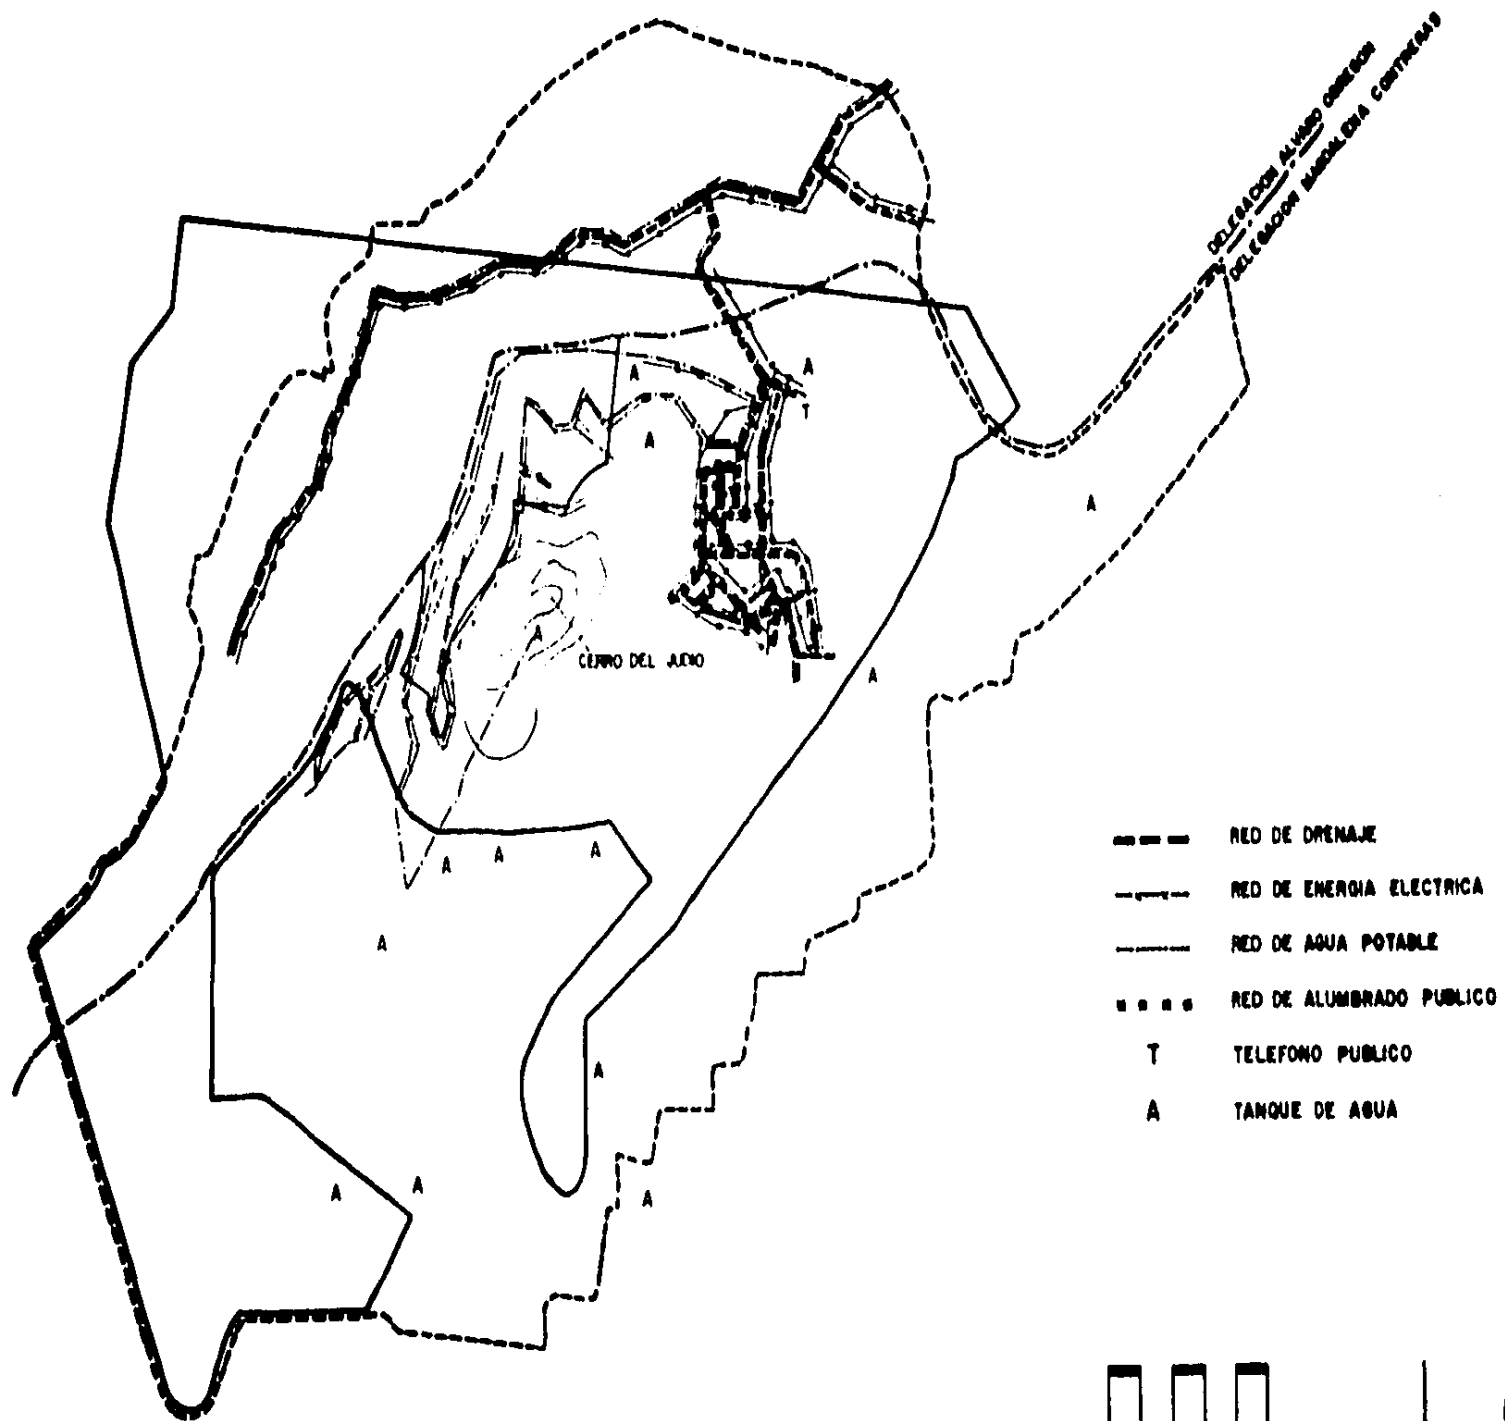 DELEGACION ALVARO OBREGON
DELEGACION MAGDALENA CONTRERAS
A
A
T
A
A
A
CERRO DEL JUDIO
A
A
A
A
A
A
A
A
A
A
RED DE DRENAJE
RED DE ENERGIA ELECTRICA
RED DE AGUA POTABLE
RED DE ALUMBRADO PUBLICO
T TELEFONO PUBLICO
A TANQUE DE AGUA